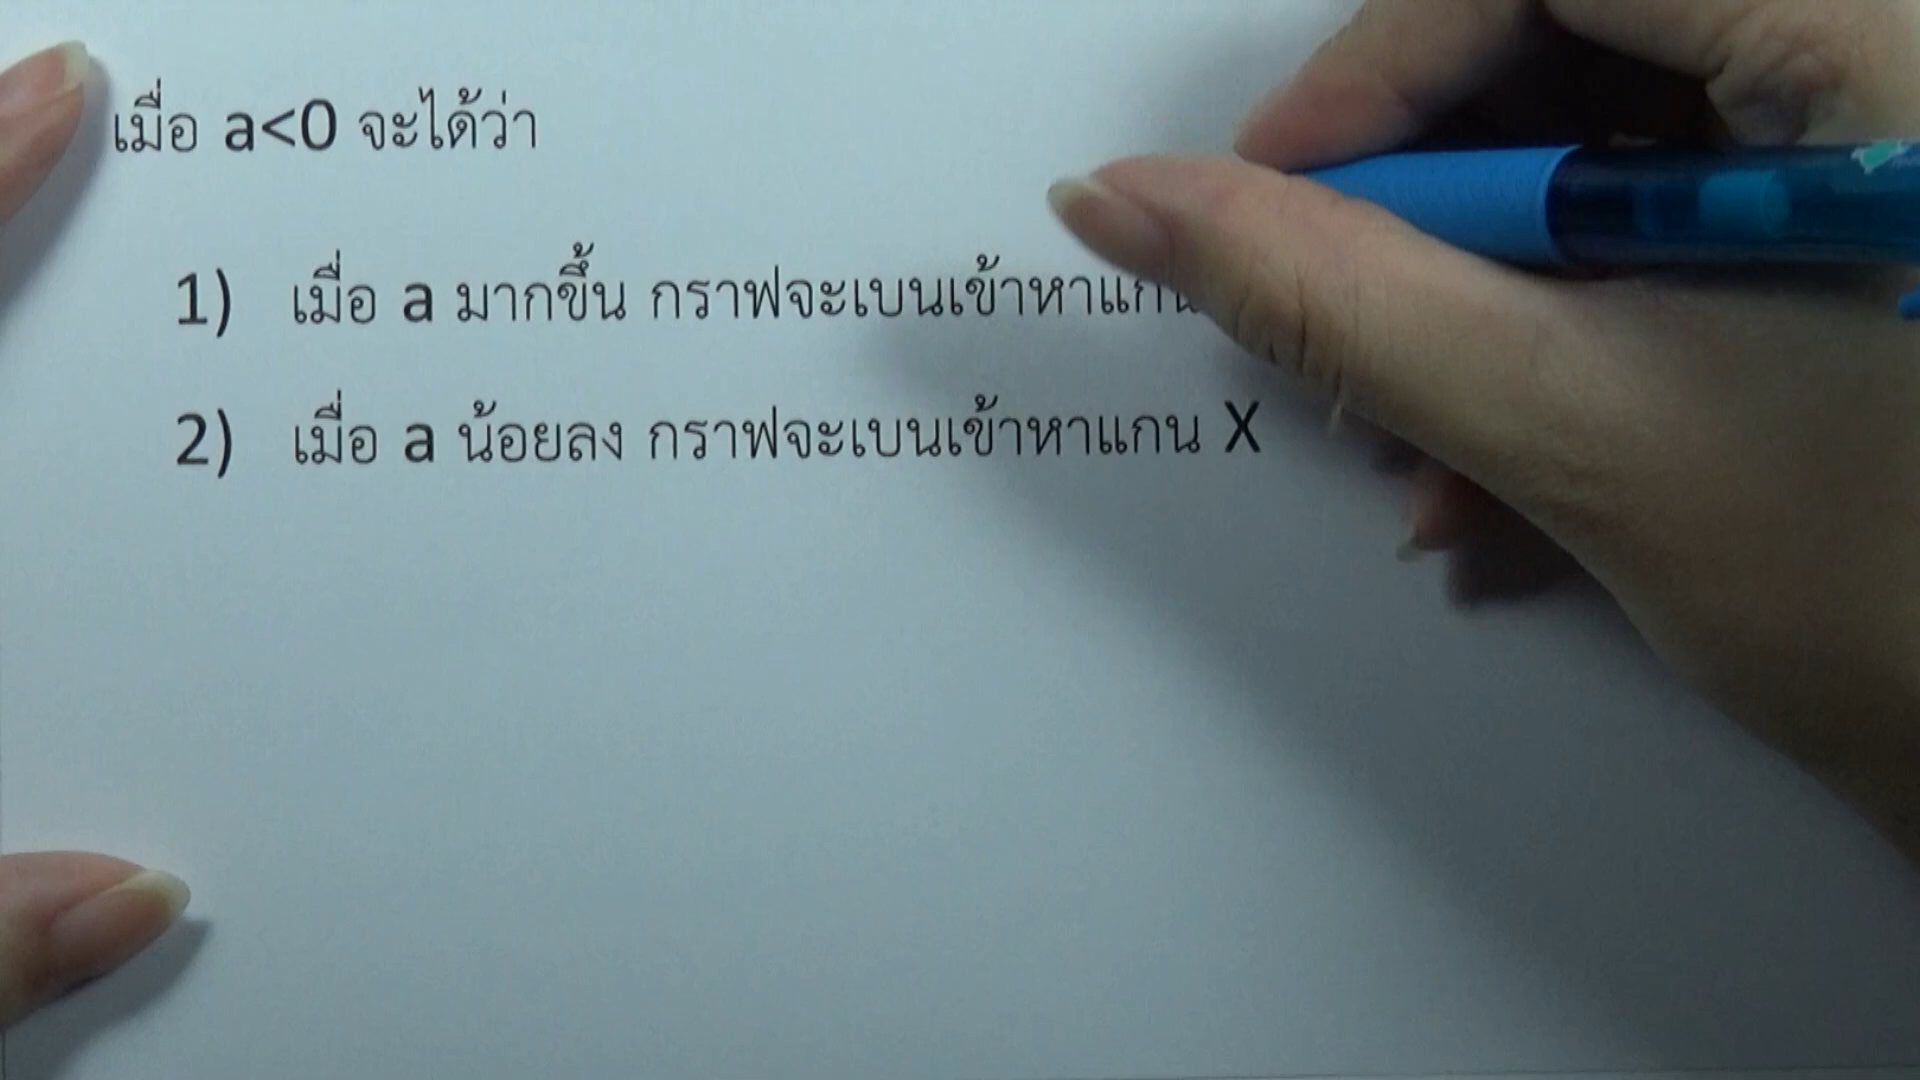 เมื่อ a<0 จะได้ว่า
1) เมื่อ a มากขึ้น กราฟจะเบนเข้าหาแกน
2) เมื่อ a น้อยลง กราฟจะเบนเข้าหาแกน X